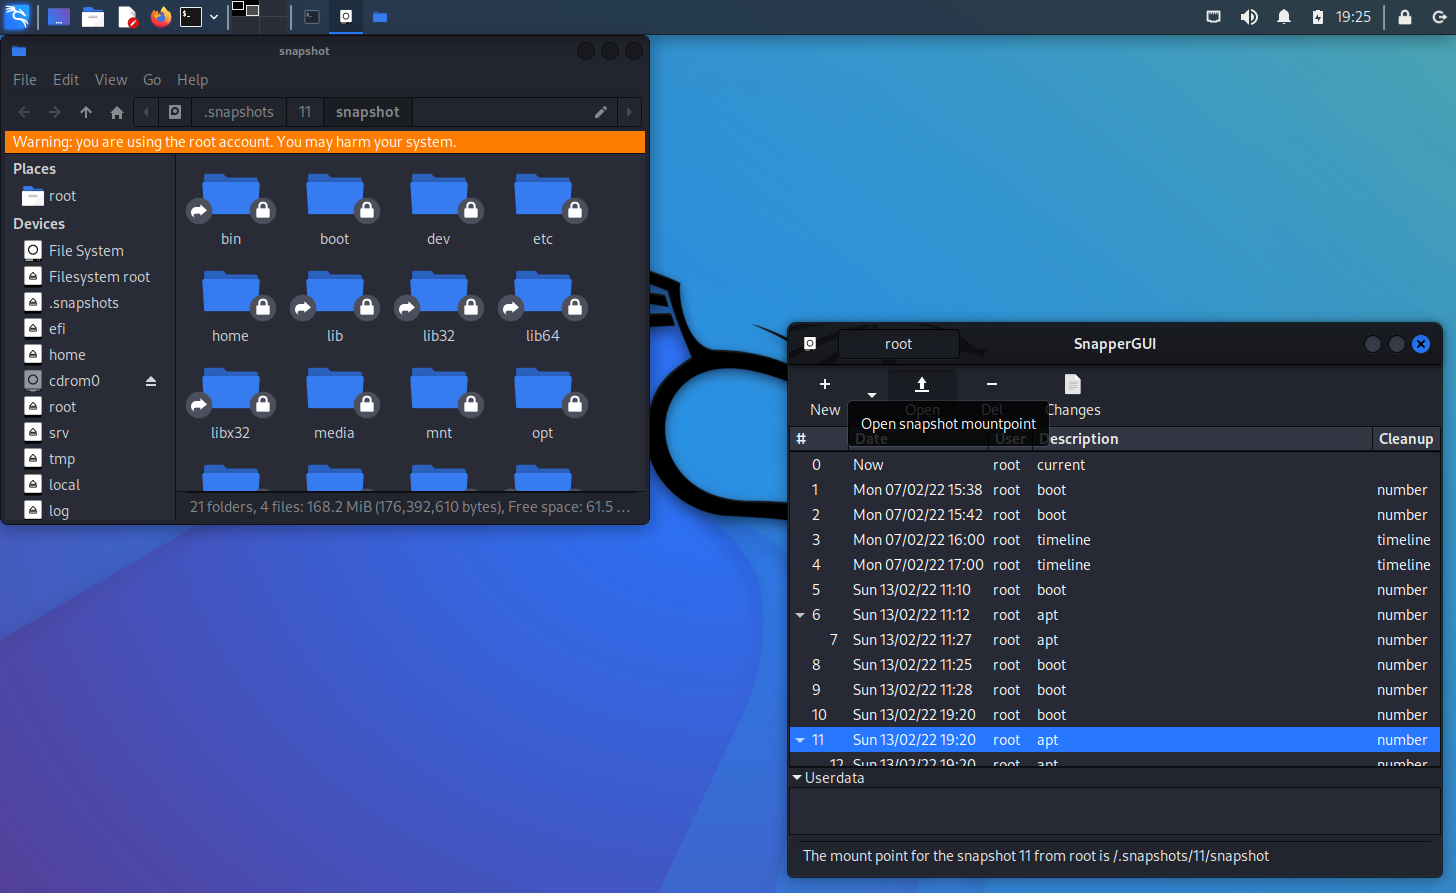 19:25
snapshot
File Edit View Go Help
.snapshots 11 snapshot
Warning: you are using the root account. You may harm your system.
Places
root
Devices
File System
Filesystem root
.snapshots
efi
home
cdrom0
root
srv
tmp
local
log
bin boot dev etc
home lib lib32 lib64
libx32 media mnt opt
21 folders, 4 files: 168.2 MiB (176,392,610 bytes), Free space: 61.5 ...
root SnapperGUI
New Open Del Changes
Open snapshot mountpoint
# Date User Description Cleanup
0 Now root current
1 Mon 07/02/22 15:38 root boot number
2 Mon 07/02/22 15:42 root boot number
3 Mon 07/02/22 16:00 root timeline timeline
4 Mon 07/02/22 17:00 root timeline timeline
5 Sun 13/02/22 11:10 root boot number
6 Sun 13/02/22 11:12 root apt number
7 Sun 13/02/22 11:27 root apt number
8 Sun 13/02/22 11:25 root boot number
9 Sun 13/02/22 11:28 root boot number
10 Sun 13/02/22 19:20 root boot number
11 Sun 13/02/22 19:20 root apt number
12 Sun 13/02/22 19:20 root apt number
Userdata
The mount point for the snapshot 11 from root is /.snapshots/11/snapshot